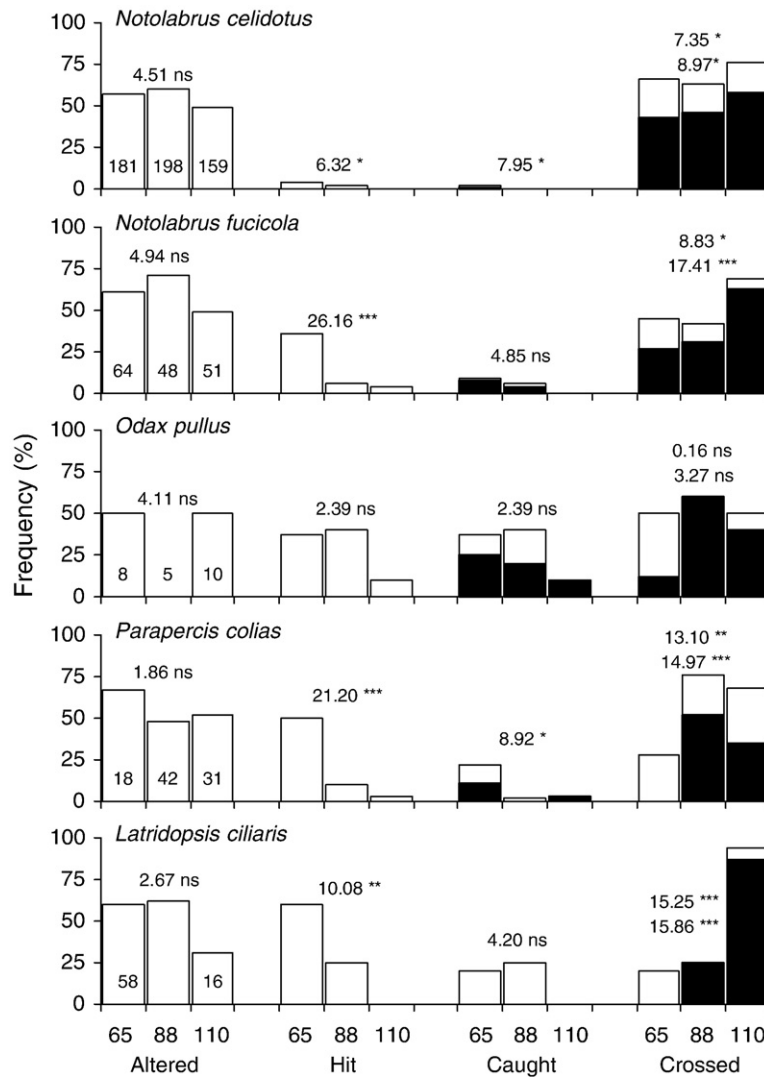 Frequency (%)
Notolabrus celidotus
100
75
50
25
0
4.51 ns
181 198 159
6.32 *
7.95 *
7.35 *
8.97*
Notolabrus fucicola
100
75
50
25
0
4.94 ns
64 48 51
26.16 ***
4.85 ns
8.83 *
17.41 ***
Odax pullus
100
75
50
25
0
4.11 ns
8 5 10
2.39 ns
2.39 ns
0.16 ns
3.27 ns
Parapercis colias
100
75
50
25
0
1.86 ns
18 42 31
21.20 ***
8.92 *
13.10 **
14.97 ***
Latridopsis ciliaris
100
75
50
25
0
2.67 ns
58 16
10.08 **
4.20 ns
15.25 ***
15.86 ***
65 88 110 65 88 110 65 88 110 65 88 110
Altered Hit Caught Crossed